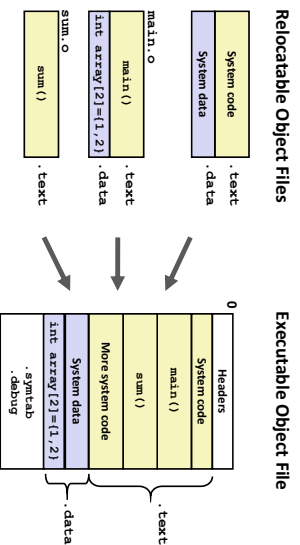 Relocatable Object Files
System code
.text
System data
.data
main.o
main()
.text
int array[2]={1,2}
.data
sum.o
sum()
.text
Executable Object File
0
Headers
System code
main()
sum()
More system code
.text
System data
int array[2]={1,2}
.data
.symtab
.debug